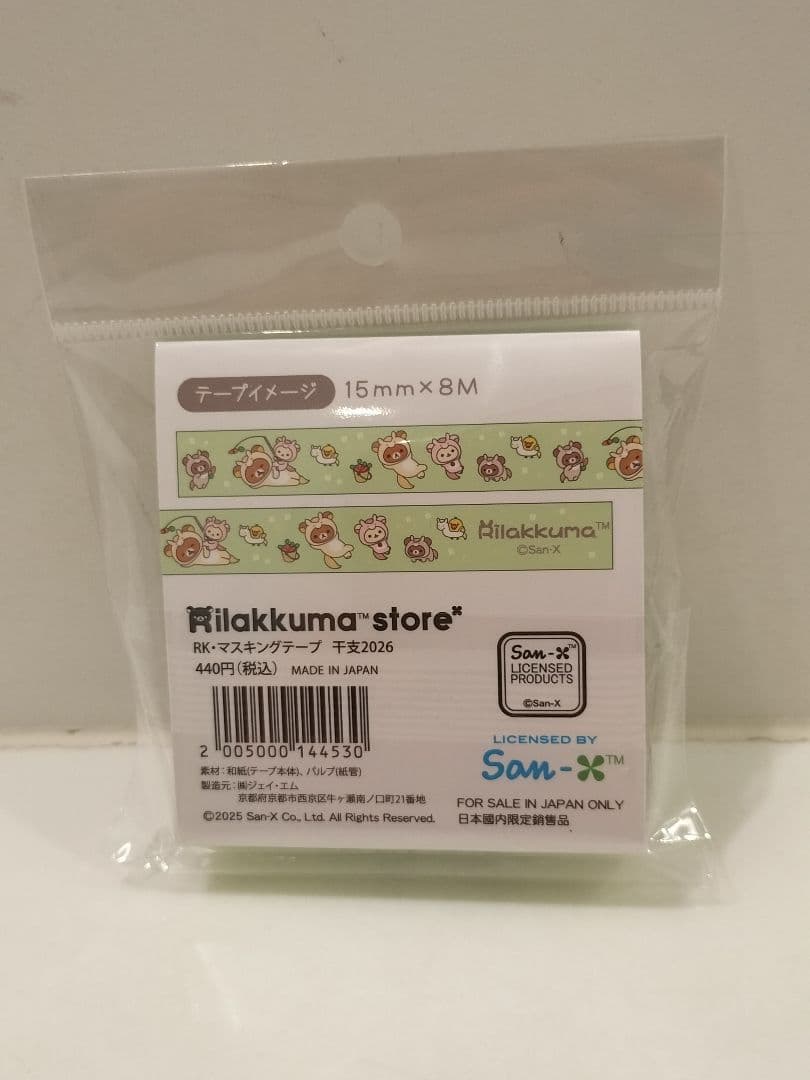 テープイメージ 15mm×8M
Rilakkuma™
©San-X
Rilakkuma™ store
RK・マスキングテープ 干支2026
440円(税込) MADE IN JAPAN
2 005000 144530
素材:和紙(テープ本体)、パルプ(紙管)
製造元:㈱ジェイ・エム
京都府京都市西京区牛ヶ瀬南ノ口町21番地
©2025 San-X Co., Ltd. All Rights Reserved.
San-X™
LICENSED
PRODUCTS
©San-X
LICENSED BY
San-X™
FOR SALE IN JAPAN ONLY
日本國内限定銷售品